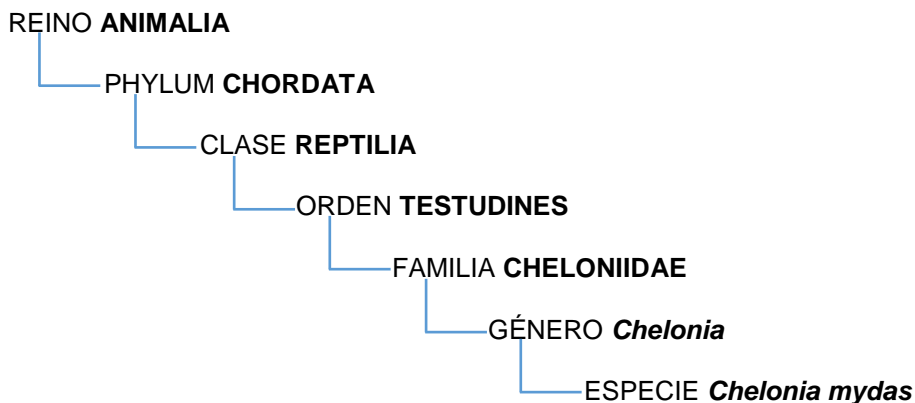 REINO ANIMALIA
PHYLUM CHORDATA
CLASE REPTILIA
ORDEN TESTUDINES
FAMILIA CHELONIIDAE
GÉNERO Chelonia
ESPECIE Chelonia mydas